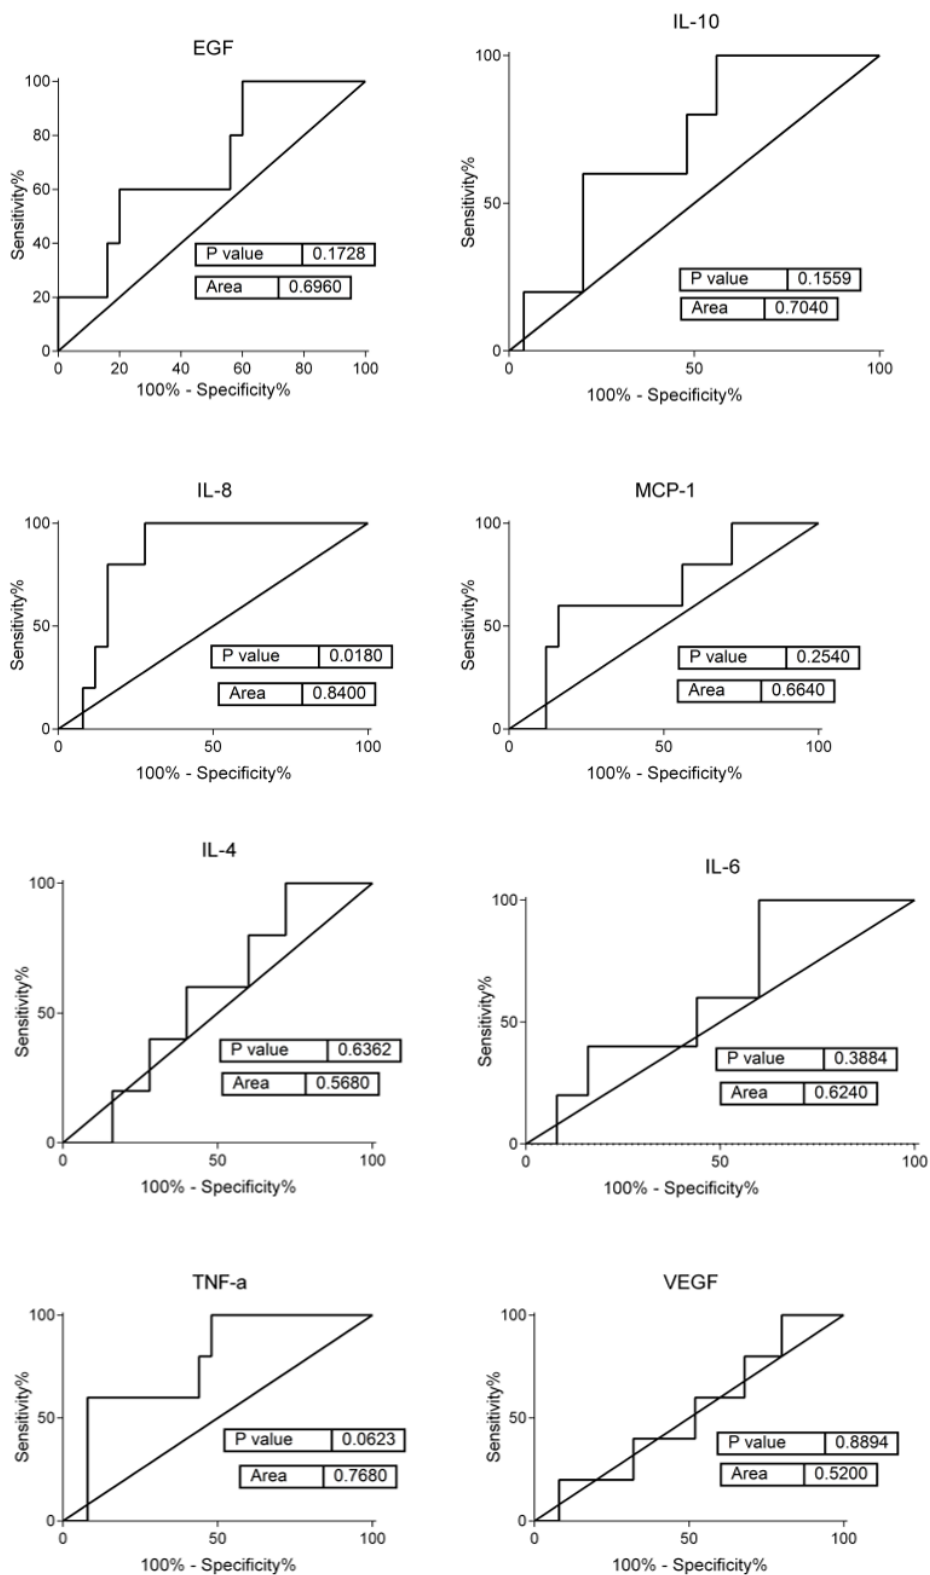 EGF
100
80
60
40
20
0
Sensitivity%
P value 0.1728
Area 0.6960
0 20 40 60 80 100
100% - Specificity%
IL-10
100
50
0
Sensitivity%
P value 0.1559
Area 0.7040
0 50 100
100% - Specificity%
IL-8
100
50
0
Sensitivity%
P value 0.0180
Area 0.8400
0 50 100
100% - Specificity%
MCP-1
100
50
0
Sensitivity%
P value 0.2540
Area 0.6640
0 50 100
100% - Specificity%
IL-4
100
50
0
Sensitivity%
P value 0.6362
Area 0.5680
0 50 100
100% - Specificity%
IL-6
100
50
0
Sensitivity%
P value 0.3884
Area 0.6240
0 50 100
100% - Specificity%
TNF-a
100
50
0
Sensitivity%
P value 0.0623
Area 0.7680
0 50 100
100% - Specificity%
VEGF
100
50
0
Sensitivity%
P value 0.8894
Area 0.5200
0 50 100
100% - Specificity%